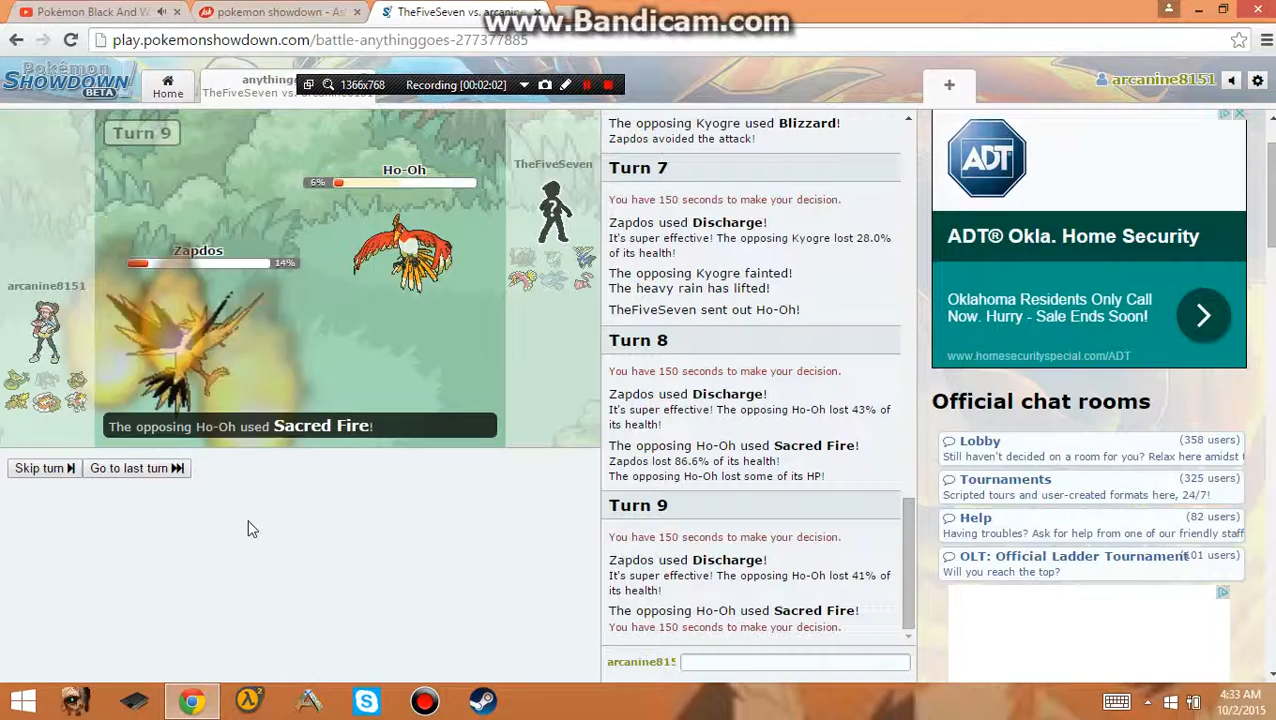 Pokémon Black And W
pokemon showdown - As
TheFiveSeven vs. arcanine
www.Bandicam.com
play.pokemonshowdown.com/battle-anythinggoes-277377885
Pokémon
SHOWDOWN
BETA
Home
anything
TheFiveSeven vs.
1366x768
Recording [00:02:02]
+
arcanine8151
Turn 9
Ho-Oh
6%
TheFiveSeven
Zapdos
14%
arcanine8151
The opposing Ho-Oh used Sacred Fire!
Skip turn
Go to last turn
The opposing Kyogre used Blizzard!
Zapdos avoided the attack!
Turn 7
You have 150 seconds to make your decision.
Zapdos used Discharge!
It's super effective! The opposing Kyogre lost 28.0%
of its health!
The opposing Kyogre fainted!
The heavy rain has lifted!
TheFiveSeven sent out Ho-Oh!
Turn 8
You have 150 seconds to make your decision.
Zapdos used Discharge!
It's super effective! The opposing Ho-Oh lost 43% of
its health!
The opposing Ho-Oh used Sacred Fire!
Zapdos lost 86.6% of its health!
The opposing Ho-Oh lost some of its HP!
Turn 9
You have 150 seconds to make your decision.
Zapdos used Discharge!
It's super effective! The opposing Ho-Oh lost 41% of
its health!
The opposing Ho-Oh used Sacred Fire!
You have 150 seconds to make your decision.
arcanine815
ADT
ADT® Okla. Home Security
Oklahoma Residents Only Call
Now. Hurry - Sale Ends Soon!
www.homesecurityspecial.com/ADT
Official chat rooms
Lobby (358 users)
Still haven't decided on a room for you? Relax here amidst
Tournaments (325 users)
Scripted tours and user-created formats here, 24/7!
Help (82 users)
Having troubles? Ask for help from one of our friendly staff
OLT: Official Ladder Tournament (101 users)
Will you reach the top?
4:33 AM
10/2/2015